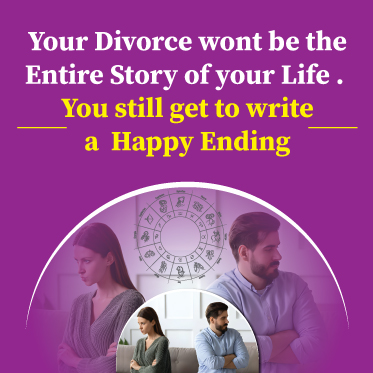 Your Divorce wont be the
Entire Story of your Life .
You still get to write
a Happy Ending